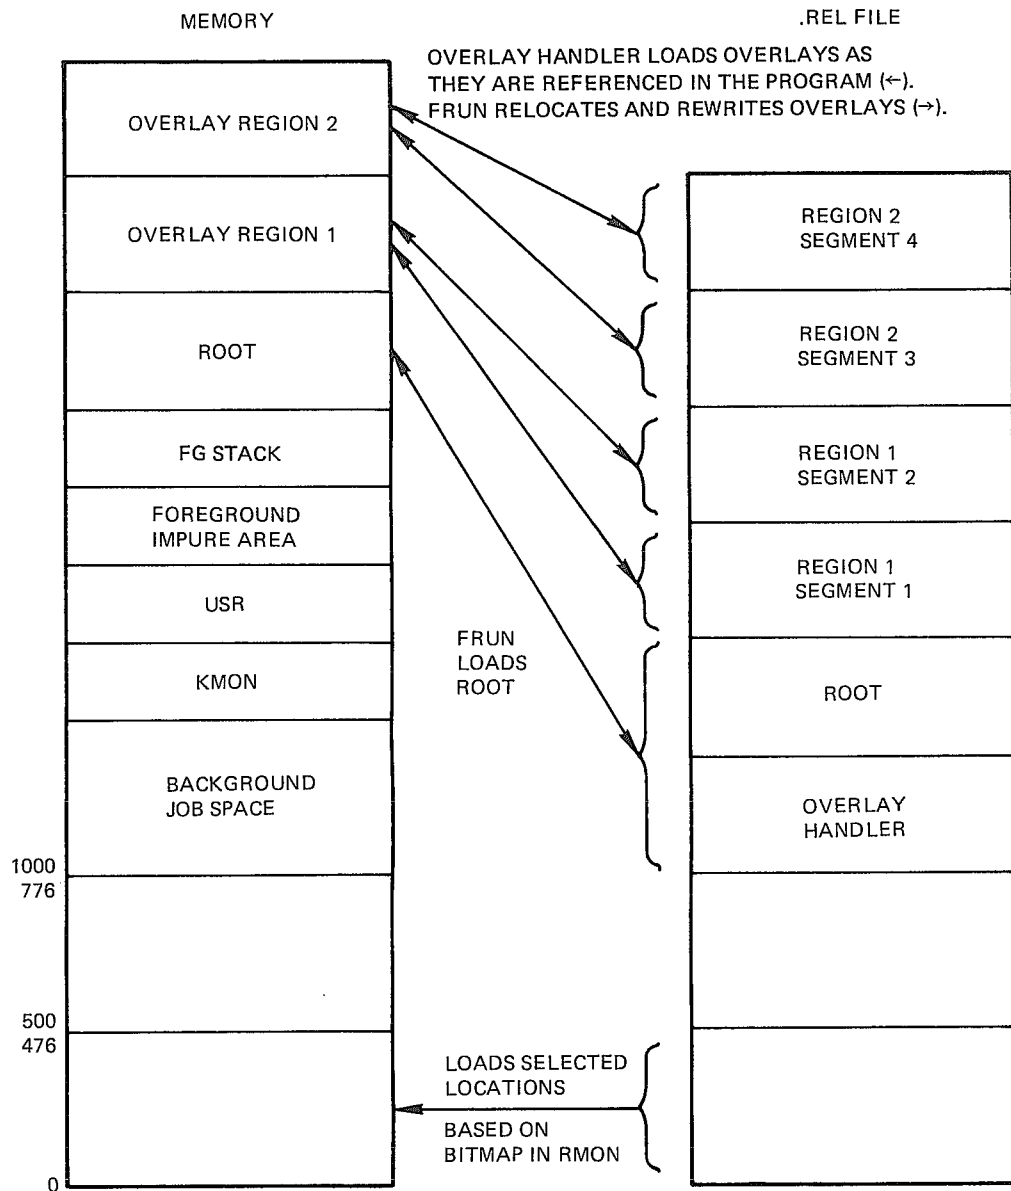 MEMORY
.REL FILE
OVERLAY HANDLER LOADS OVERLAYS AS
THEY ARE REFERENCED IN THE PROGRAM (←).
FRUN RELOCATES AND REWRITES OVERLAYS (→).
OVERLAY REGION 2
OVERLAY REGION 1
ROOT
FG STACK
FOREGROUND
IMPURE AREA
USR
KMON
BACKGROUND
JOB SPACE
1000
776
500
476
0
FRUN
LOADS
ROOT
LOADS SELECTED
LOCATIONS
BASED ON
BITMAP IN RMON
REGION 2
SEGMENT 4
REGION 2
SEGMENT 3
REGION 1
SEGMENT 2
REGION 1
SEGMENT 1
ROOT
OVERLAY
HANDLER